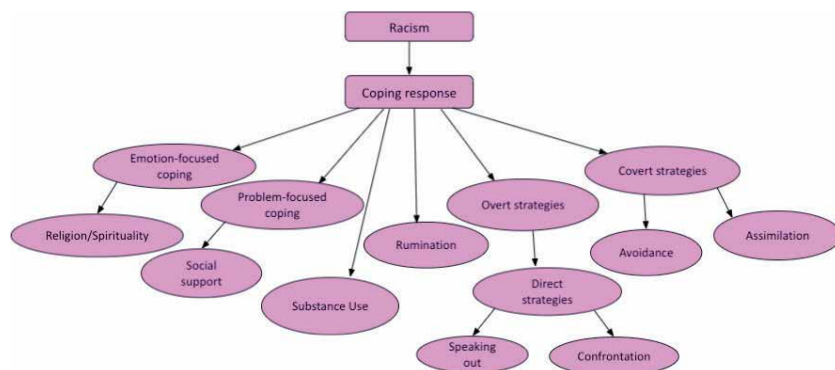 Racism
Coping response
Emotion-focused
coping
Problem-focused
coping
Covert strategies
Overt strategies
Religion/Spirituality
Rumination
Avoidance
Assimilation
Social
support
Substance Use
Direct
strategies
Speaking
out
Confrontation